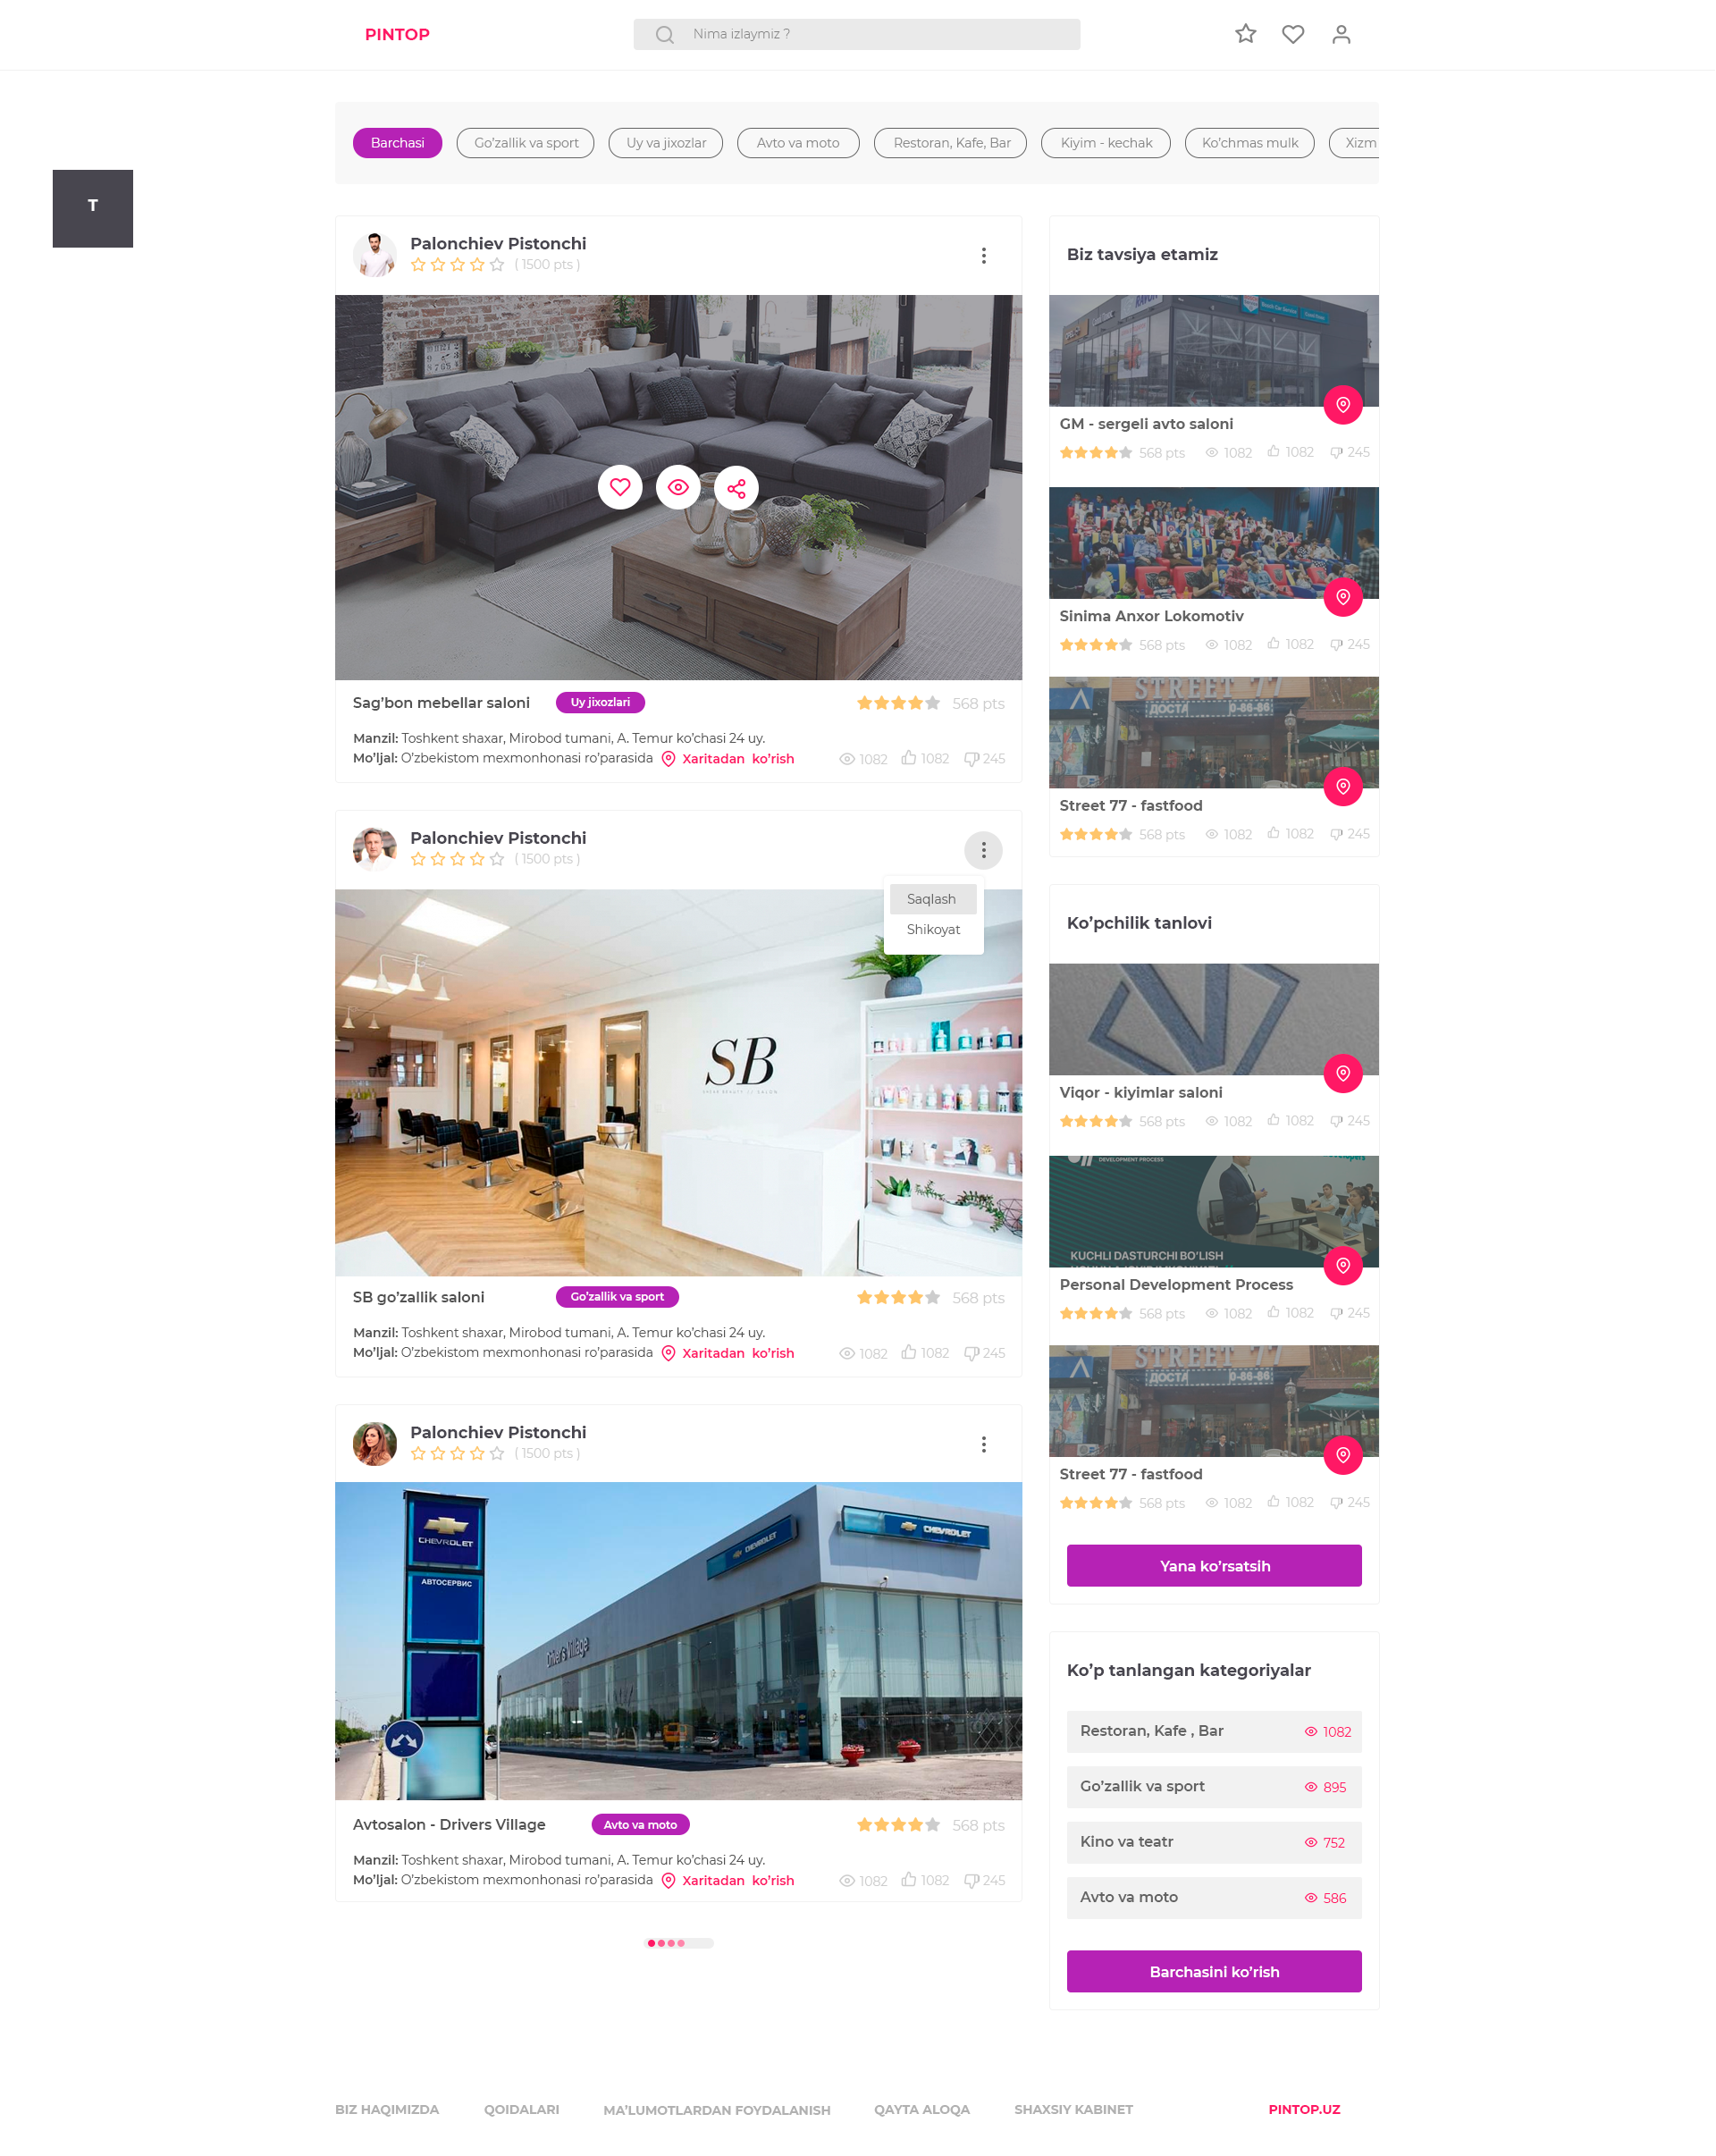 PINTOP
Nima izlaymiz ?
Barchasi
Go’zallik va sport
Uy va jixozlar
Avto va moto
Restoran, Kafe, Bar
Kiyim - kechak
Ko’chmas mulk
Xizm
T
Palonchiev Pistonchi
( 1500 pts )
Sag’bon mebellar saloni
Uy jixozlari
568 pts
Manzil: Toshkent shaxar, Mirobod tumani, A. Temur ko’chasi 24 uy.
Mo’ljal: O’zbekistom mexmonhonasi ro’parasida
Xaritadan ko’rish
1082
1082
245
Palonchiev Pistonchi
( 1500 pts )
Saqlash
Shikoyat
SB
SB go’zallik saloni
Go’zallik va sport
568 pts
Manzil: Toshkent shaxar, Mirobod tumani, A. Temur ko’chasi 24 uy.
Mo’ljal: O’zbekistom mexmonhonasi ro’parasida
Xaritadan ko’rish
1082
1082
245
Palonchiev Pistonchi
( 1500 pts )
CHEVROLET
АВТОСЕРВИС
Driver's Village
CHEVROLET
CHEVROLET
Avtosalon - Drivers Village
Avto va moto
568 pts
Manzil: Toshkent shaxar, Mirobod tumani, A. Temur ko’chasi 24 uy.
Mo’ljal: O’zbekistom mexmonhonasi ro’parasida
Xaritadan ko’rish
1082
1082
245
Biz tavsiya etamiz
GM - sergeli avto saloni
568 pts
1082
1082
245
Sinima Anxor Lokomotiv
568 pts
1082
1082
245
STREET 77
ДОСТА
0-86-86
Street 77 - fastfood
568 pts
1082
1082
245
Ko’pchilik tanlovi
Viqor - kiyimlar saloni
568 pts
1082
1082
245
DEVELOPMENT PROCESS
KUCHLI DASTURCHI BO‘LISH
Personal Development Process
568 pts
1082
1082
245
STREET 77
ДОСТА
0-86-86
Street 77 - fastfood
568 pts
1082
1082
245
Yana ko’rsatsih
Ko’p tanlangan kategoriyalar
Restoran, Kafe , Bar
1082
Go’zallik va sport
895
Kino va teatr
752
Avto va moto
586
Barchasini ko’rish
BIZ HAQIMIZDA
QOIDALARI
MA’LUMOTLARDAN FOYDALANISH
QAYTA ALOQA
SHAXSIY KABINET
PINTOP.UZ